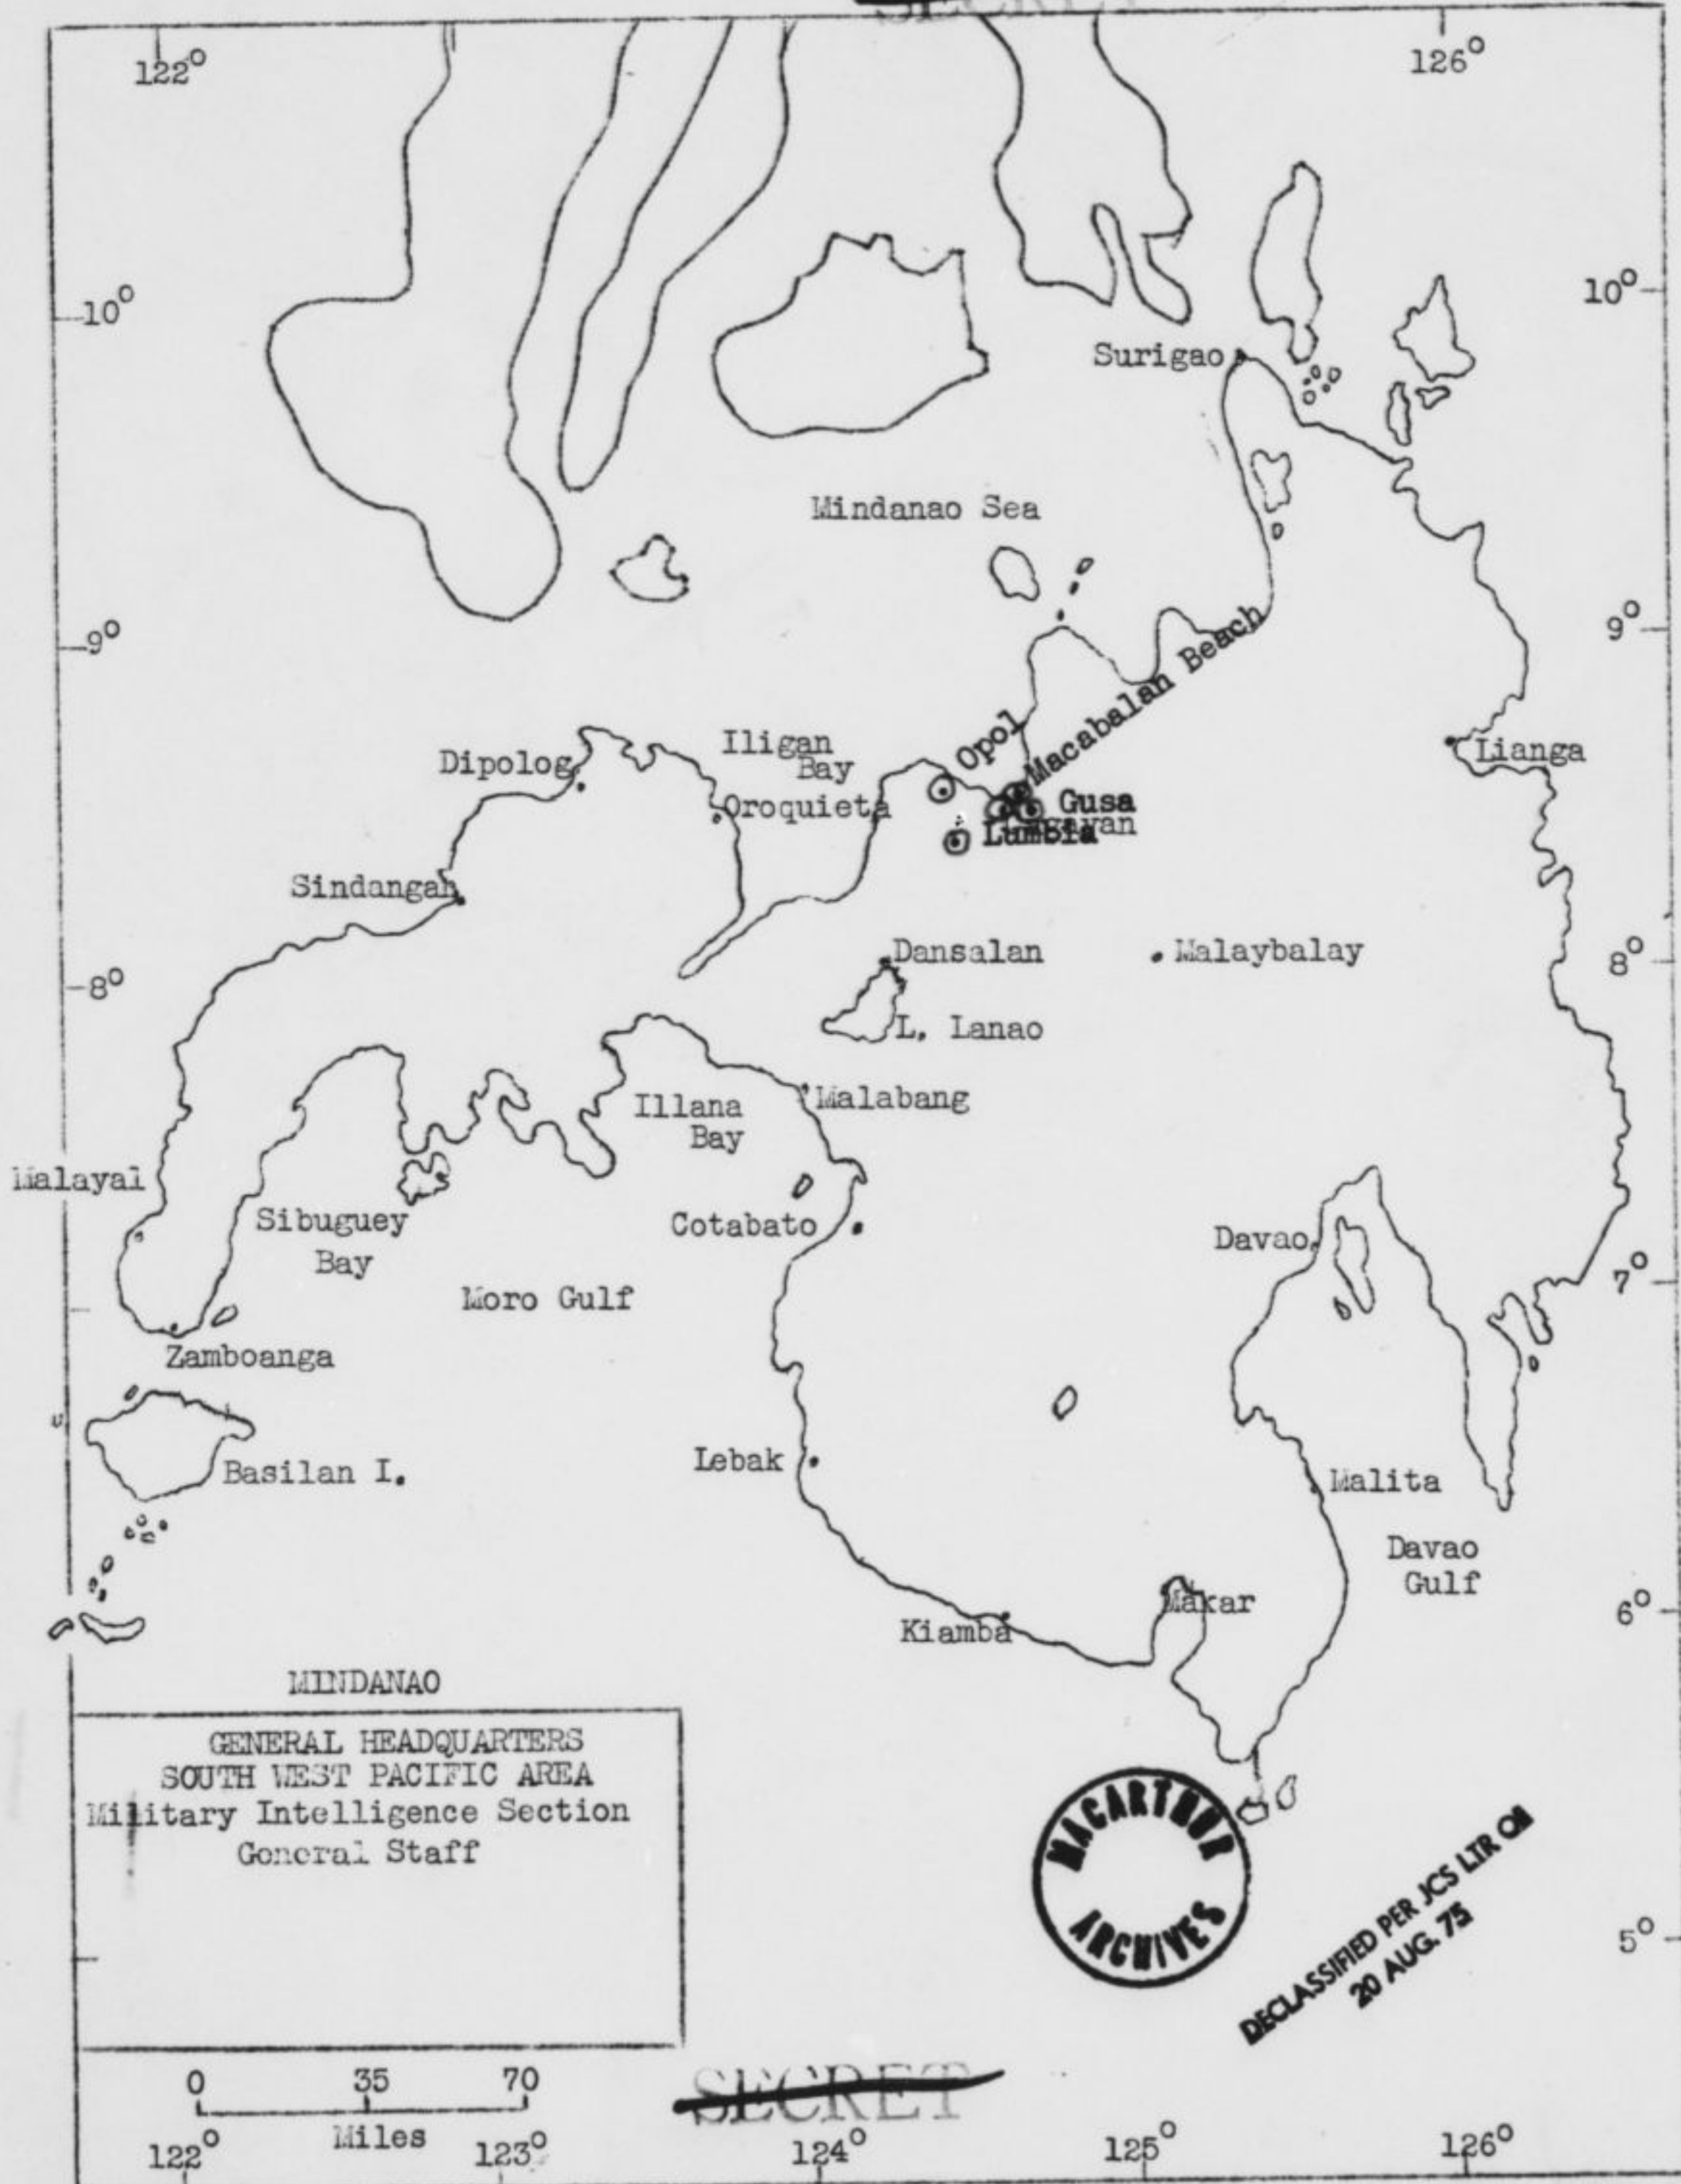 SECRET
122°
126°
10°
10°
Surigao
Mindanao Sea
9°
9°
Macabalan Beach
Opol
Iligan
Bay
Dipolog
Lianga
Oroquieta
Gusa
Cagayan
Lumbia
Sindangan
Dansalan
Malaybalay
8°
8°
L. Lanao
Malabang
Illana
Bay
Malayal
Sibuguey
Bay
Cotabato
Davao
7°
Moro Gulf
Zamboanga
Lebak
Basilan I.
Malita
Davao
Gulf
Makar
6°
Kiamba
MINDANAO
GENERAL HEADQUARTERS
SOUTH WEST PACIFIC AREA
Military Intelligence Section
General Staff
MACARTHUR
ARCHIVES
DECLASSIFIED PER JCS LTR OF
20 AUG. 75
5°
0 35 70
Miles
SECRET
122° 123° 124° 125° 126°